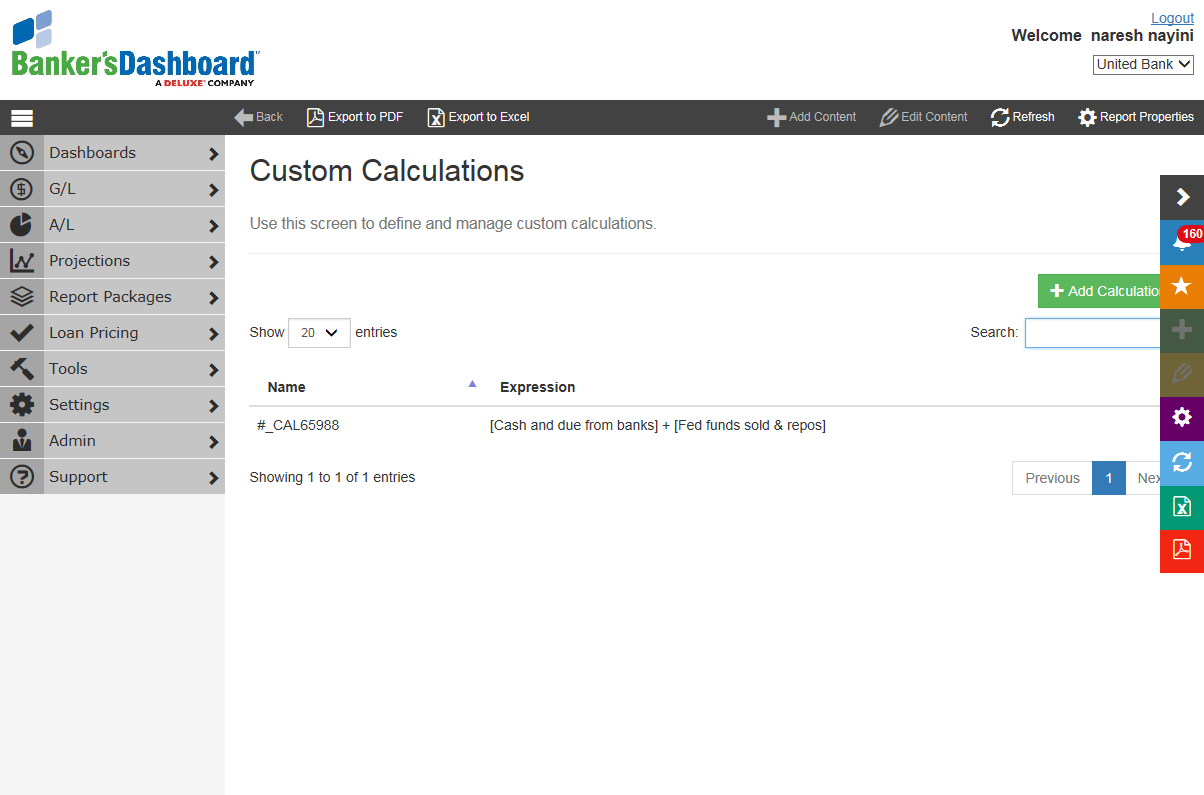 Logout
Welcome naresh nayini
United Bank
Banker'sDashboard
A DELUXE COMPANY
Back Export to PDF Export to Excel Add Content Edit Content Refresh Report Properties
Dashboards
G/L
A/L
Projections
Report Packages
Loan Pricing
Tools
Settings
Admin
Support
Custom Calculations
Use this screen to define and manage custom calculations.
160
Add Calculatio
Show 20 entries Search:
Name Expression
#_CAL65988 [Cash and due from banks] + [Fed funds sold & repos]
Showing 1 to 1 of 1 entries Previous 1 Nex